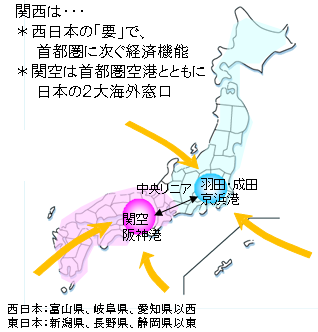 関西は・・・
＊西日本の「要」で、
首都圏に次ぐ経済機能
＊関空は首都圏空港とともに
日本の２大海外窓口
中央リニア
羽田・成田
京浜港
関空
阪神港
西日本：富山県、岐阜県、愛知県以西
東日本：新潟県、長野県、静岡県以東